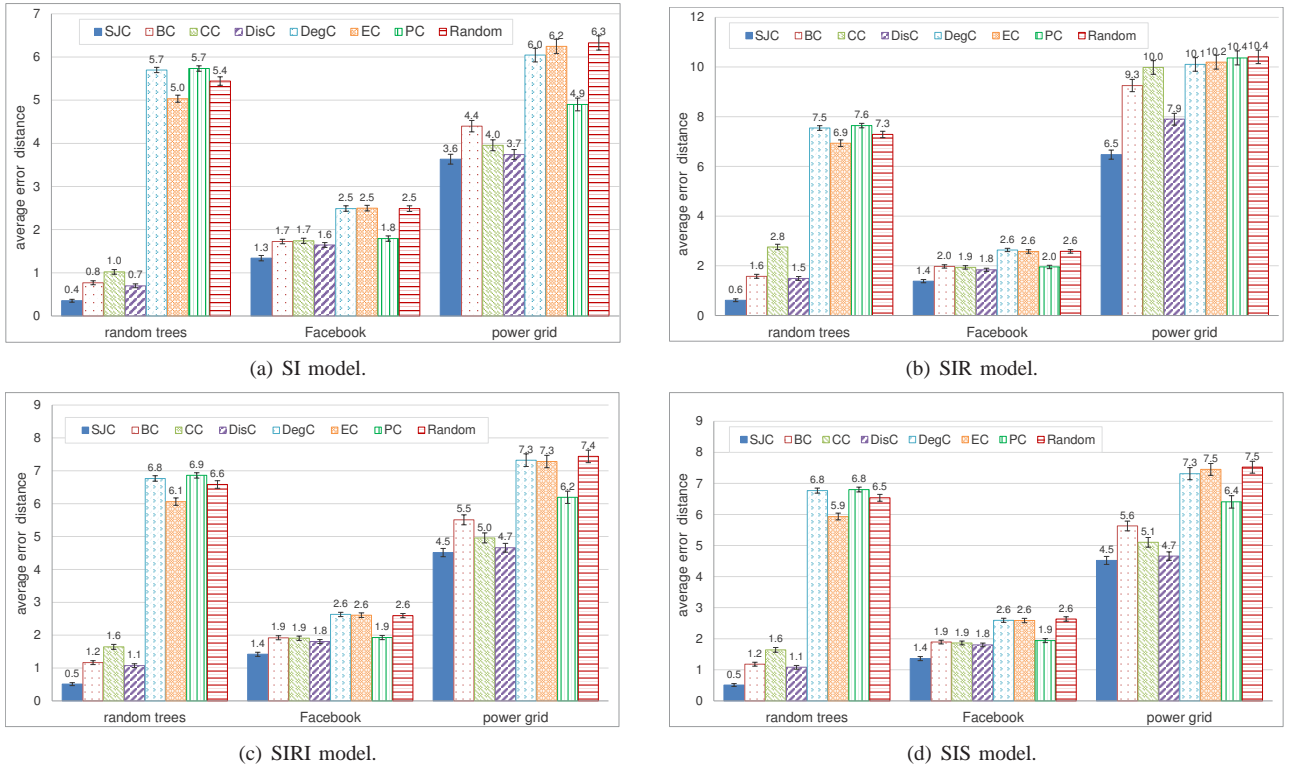 SJC BC CC DisC DegC EC PC Random
average error distance
7
6
5
4
3
2
1
0
0.4 0.8 1.0 0.7 5.7 5.0 5.7 5.4
1.3 1.7 1.7 1.6 2.5 2.5 1.8 2.5
3.6 4.4 4.0 3.7 6.0 6.2 4.9 6.3
random trees Facebook power grid
(a) SI model.
SJC BC CC DisC DegC EC PC Random
average error distance
12
10
8
6
4
2
0
0.6 1.6 2.8 1.5 7.5 6.9 7.6 7.3
1.4 2.0 1.9 1.8 2.6 2.6 2.0 2.6
6.5 9.3 10.0 7.9 10.1 10.2 10.4 10.4
random trees Facebook power grid
(b) SIR model.
SJC BC CC DisC DegC EC PC Random
average error distance
9
8
7
6
5
4
3
2
1
0
0.5 1.2 1.6 1.1 6.8 6.1 6.9 6.6
1.4 1.9 1.9 1.8 2.6 2.6 1.9 2.6
4.5 5.5 5.0 4.7 7.3 7.3 6.2 7.4
random trees Facebook power grid
(c) SIRI model.
SJC BC CC DisC DegC EC PC Random
average error distance
9
8
7
6
5
4
3
2
1
0
0.5 1.2 1.6 1.1 6.8 5.9 6.8 6.5
1.4 1.9 1.9 1.8 2.6 2.6 1.9 2.6
4.5 5.6 5.1 4.7 7.3 7.5 6.4 7.5
random trees Facebook power grid
(d) SIS model.